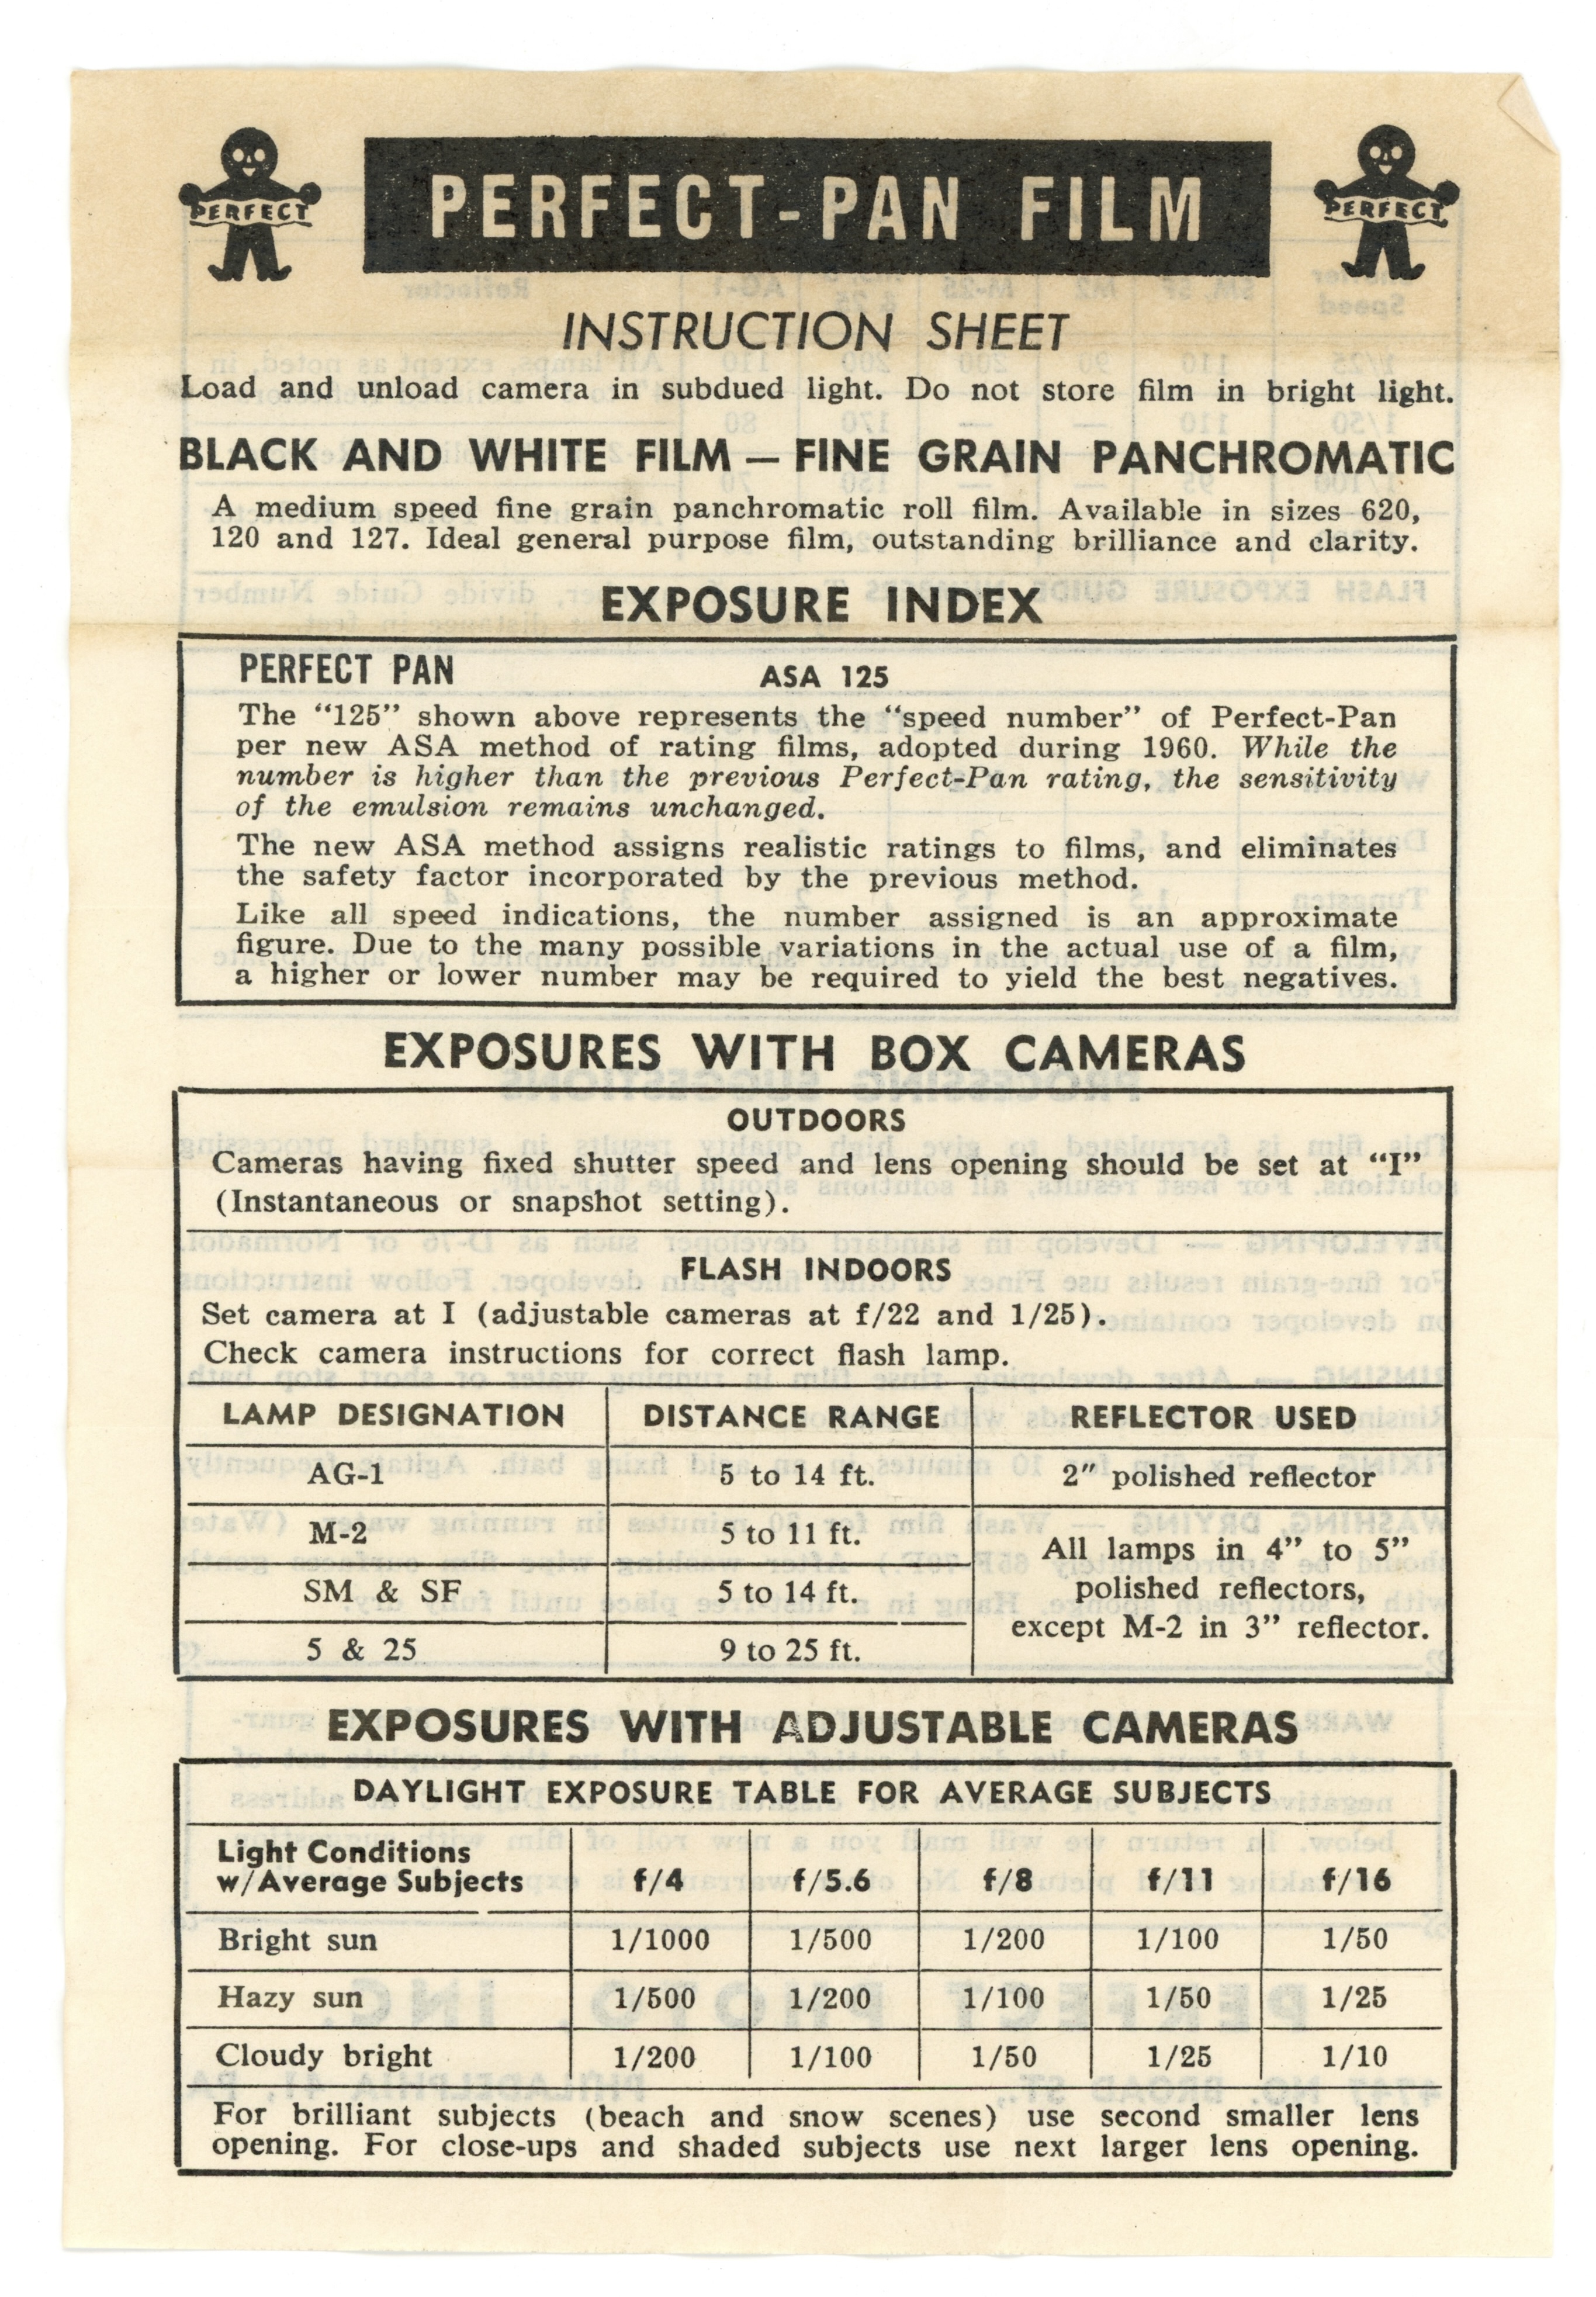 PERFECT
PERFECT-PAN FILM
PERFECT
INSTRUCTION SHEET
Load and unload camera in subdued light. Do not store film in bright light.
BLACK AND WHITE FILM — FINE GRAIN PANCHROMATIC
A medium speed fine grain panchromatic roll film. Available in sizes 620,
120 and 127. Ideal general purpose film, outstanding brilliance and clarity.
EXPOSURE INDEX
PERFECT PAN ASA 125
The “125” shown above represents the “speed number” of Perfect-Pan
per new ASA method of rating films, adopted during 1960. While the
number is higher than the previous Perfect-Pan rating, the sensitivity
of the emulsion remains unchanged.
The new ASA method assigns realistic ratings to films, and eliminates
the safety factor incorporated by the previous method.
Like all speed indications, the number assigned is an approximate
figure. Due to the many possible variations in the actual use of a film,
a higher or lower number may be required to yield the best negatives.
EXPOSURES WITH BOX CAMERAS
OUTDOORS
Cameras having fixed shutter speed and lens opening should be set at “I”
(Instantaneous or snapshot setting).
FLASH INDOORS
Set camera at I (adjustable cameras at f/22 and 1/25).
Check camera instructions for correct flash lamp.
LAMP DESIGNATION DISTANCE RANGE REFLECTOR USED
AG-1 5 to 14 ft. 2″ polished reflector
M-2 5 to 11 ft.
SM & SF 5 to 14 ft.
5 & 25 9 to 25 ft.
All lamps in 4” to 5”
polished reflectors,
except M-2 in 3” reflector.
EXPOSURES WITH ADJUSTABLE CAMERAS
DAYLIGHT EXPOSURE TABLE FOR AVERAGE SUBJECTS
Light Conditions
w/Average Subjects f/4 f/5.6 f/8 f/11 f/16
Bright sun 1/1000 1/500 1/200 1/100 1/50
Hazy sun 1/500 1/200 1/100 1/50 1/25
Cloudy bright 1/200 1/100 1/50 1/25 1/10
For brilliant subjects (beach and snow scenes) use second smaller lens
opening. For close-ups and shaded subjects use next larger lens opening.